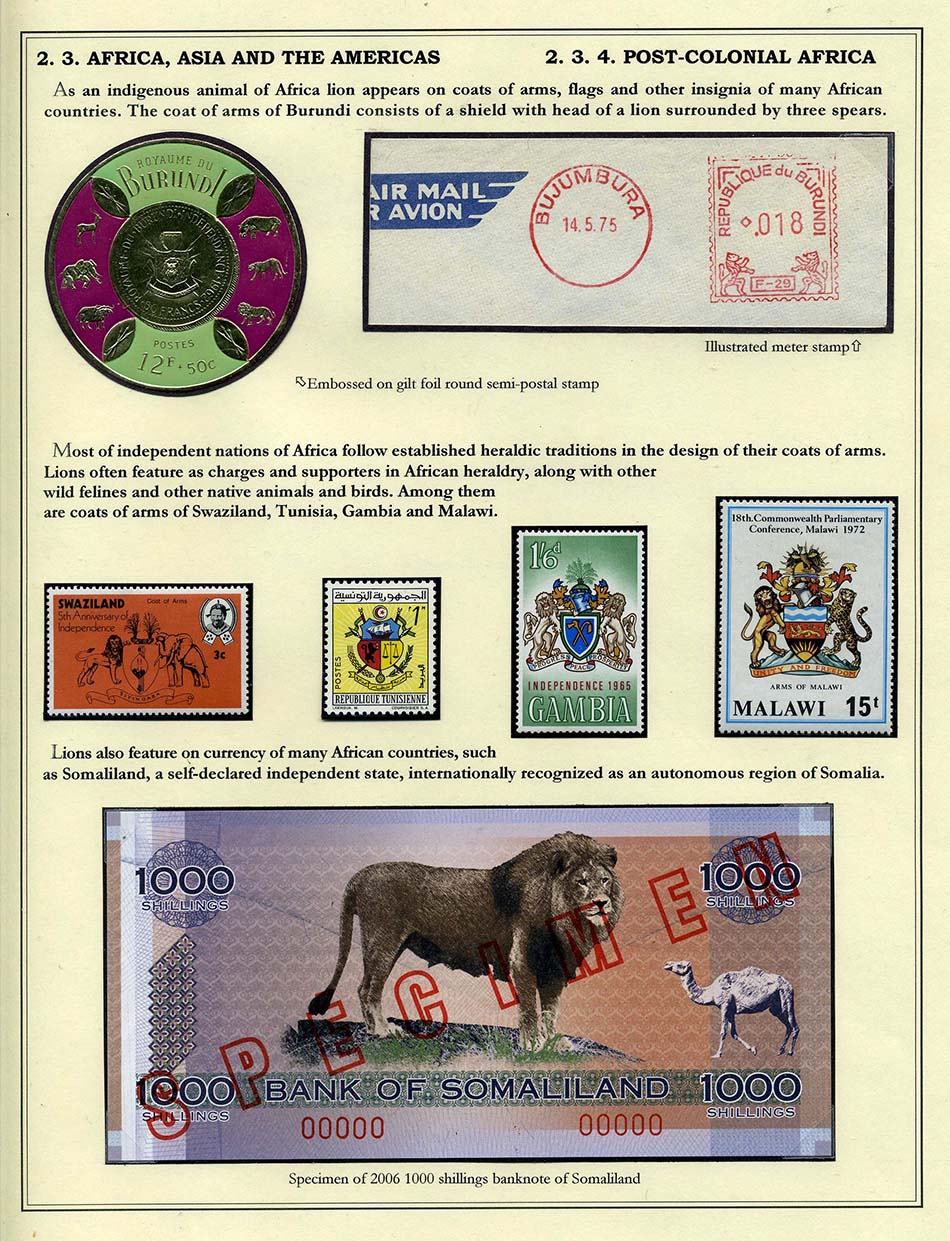 2. 3. AFRICA, ASIA AND THE AMERICAS
2. 3. 4. POST-COLONIAL AFRICA
As an indigenous animal of Africa lion appears on coats of arms, flags and other insignia of many African
countries. The coat of arms of Burundi consists of a shield with head of a lion surrounded by three spears.
ROYAUME DU
BURUNDI
POSTES
12F + 50C
AIR MAIL
R AVION
BUJUMBURA
14.5.75
REPUBLIQUE du BURUNDI
.018
F-29
Illustrated meter stamp⇧
⇖Embossed on gilt foil round semi-postal stamp
Most of independent nations of Africa follow established heraldic traditions in the design of their coats of arms.
Lions often feature as charges and supporters in African heraldry, along with other
wild felines and other native animals and birds. Among them
are coats of arms of Swaziland, Tunisia, Gambia and Malawi.
SWAZILAND
Coat of Arms
5th Anniversary of
Independence
3c
SIYINQABA
الجمهورية التونسية
1M
POSTES
البريد
REPUBLIQUE TUNISIENNE
1/6d
PROGRESS PEACE PROSPERITY
INDEPENDENCE 1965
GAMBIA
18th. Commonwealth Parliamentary
Conference, Malawi 1972
UNITY AND FREEDOM
ARMS OF MALAWI
MALAWI 15t
Lions also feature on currency of many African countries, such
as Somaliland, a self-declared independent state, internationally recognized as an autonomous region of Somalia.
1000
SHILLINGS
1000
SHILLINGS
SPECIMEN
1000
SHILLINGS
BANK OF SOMALILAND
1000
SHILLINGS
00000
00000
Specimen of 2006 1000 shillings banknote of Somaliland